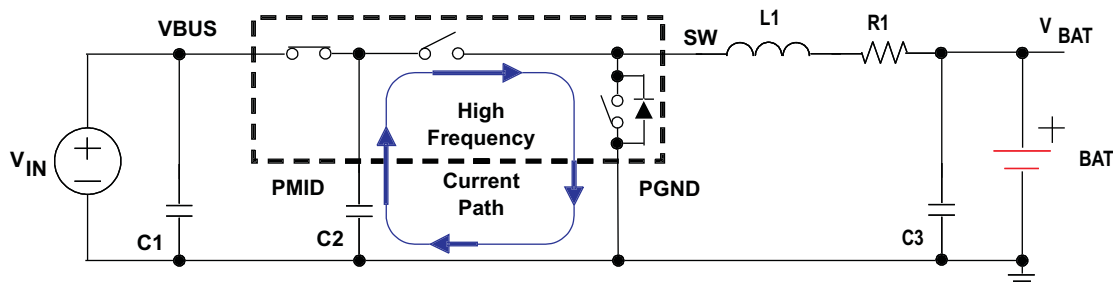 VBUS
SW
L1
R1
V BAT
High
Frequency
Current
Path
V IN
+
−
PMID
PGND
+
BAT
C1
C2
C3